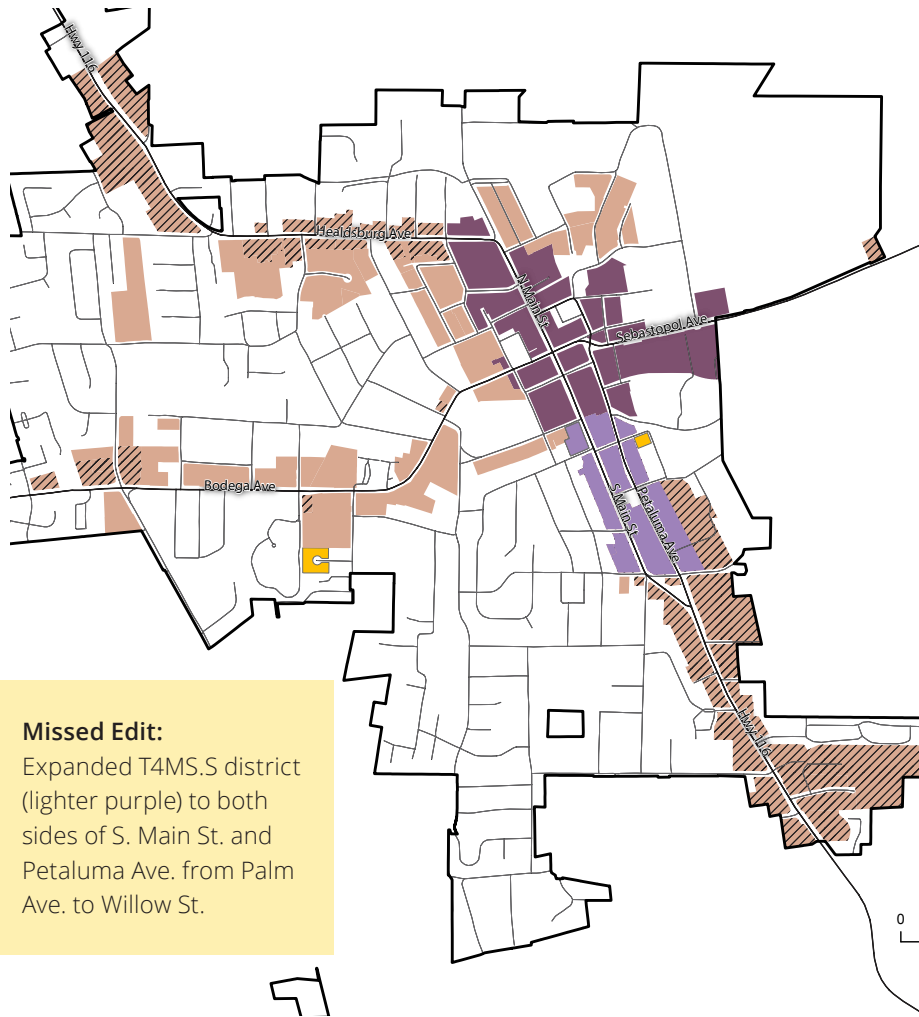 Hwy 116
Healdsburg Ave
N Main St
Sebastopol Ave
Bodega Ave
S Main St
Petaluma Ave
Hwy 116
Missed Edit:
Expanded T4MS.S district
(lighter purple) to both
sides of S. Main St. and
Petaluma Ave. from Palm
Ave. to Willow St.
0